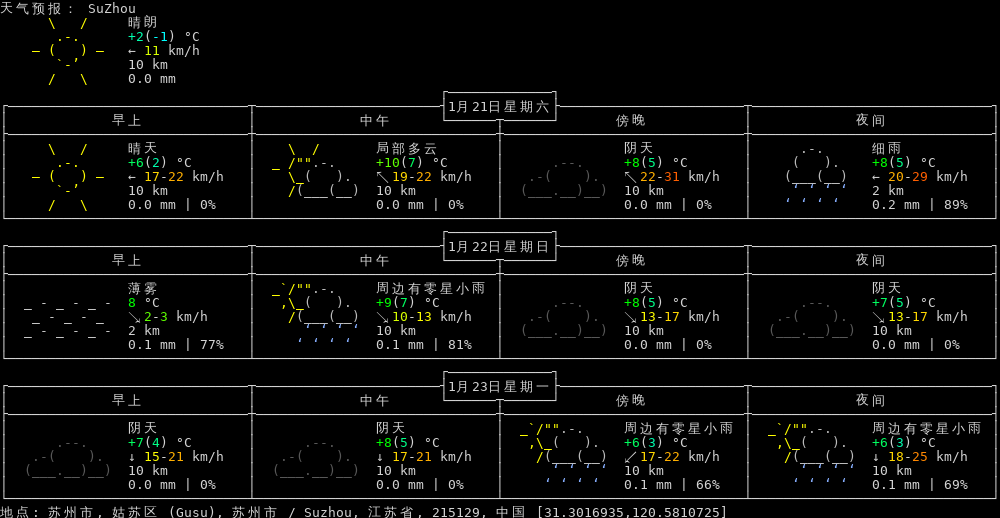 天气预报: SuZhou
晴朗
+2(-1) °C
← 11 km/h
10 km
0.0 mm
1月21日星期六
早上 中午 傍晚 夜间
晴天 局部多云 阴天 细雨
+6(2) °C +10(7) °C +8(5) °C +8(5) °C
← 17-22 km/h ↖ 19-22 km/h ↖ 22-31 km/h ← 20-29 km/h
10 km 10 km 10 km 2 km
0.0 mm | 0% 0.0 mm | 0% 0.0 mm | 0% 0.2 mm | 89%
1月22日星期日
早上 中午 傍晚 夜间
薄雾 周边有零星小雨 阴天 阴天
8 °C +9(7) °C +8(5) °C +7(5) °C
↘ 2-3 km/h ↘ 10-13 km/h ↘ 13-17 km/h ↘ 13-17 km/h
2 km 10 km 10 km 10 km
0.1 mm | 77% 0.1 mm | 81% 0.0 mm | 0% 0.0 mm | 0%
1月23日星期一
早上 中午 傍晚 夜间
阴天 阴天 周边有零星小雨 周边有零星小雨
+7(4) °C +8(5) °C +6(3) °C +6(3) °C
↓ 15-21 km/h ↓ 17-21 km/h ↙ 17-22 km/h ↓ 18-25 km/h
10 km 10 km 10 km 10 km
0.0 mm | 0% 0.0 mm | 0% 0.1 mm | 66% 0.1 mm | 69%
地点: 苏州市, 姑苏区 (Gusu), 苏州市 / Suzhou, 江苏省, 215129, 中国 [31.3016935,120.5810725]